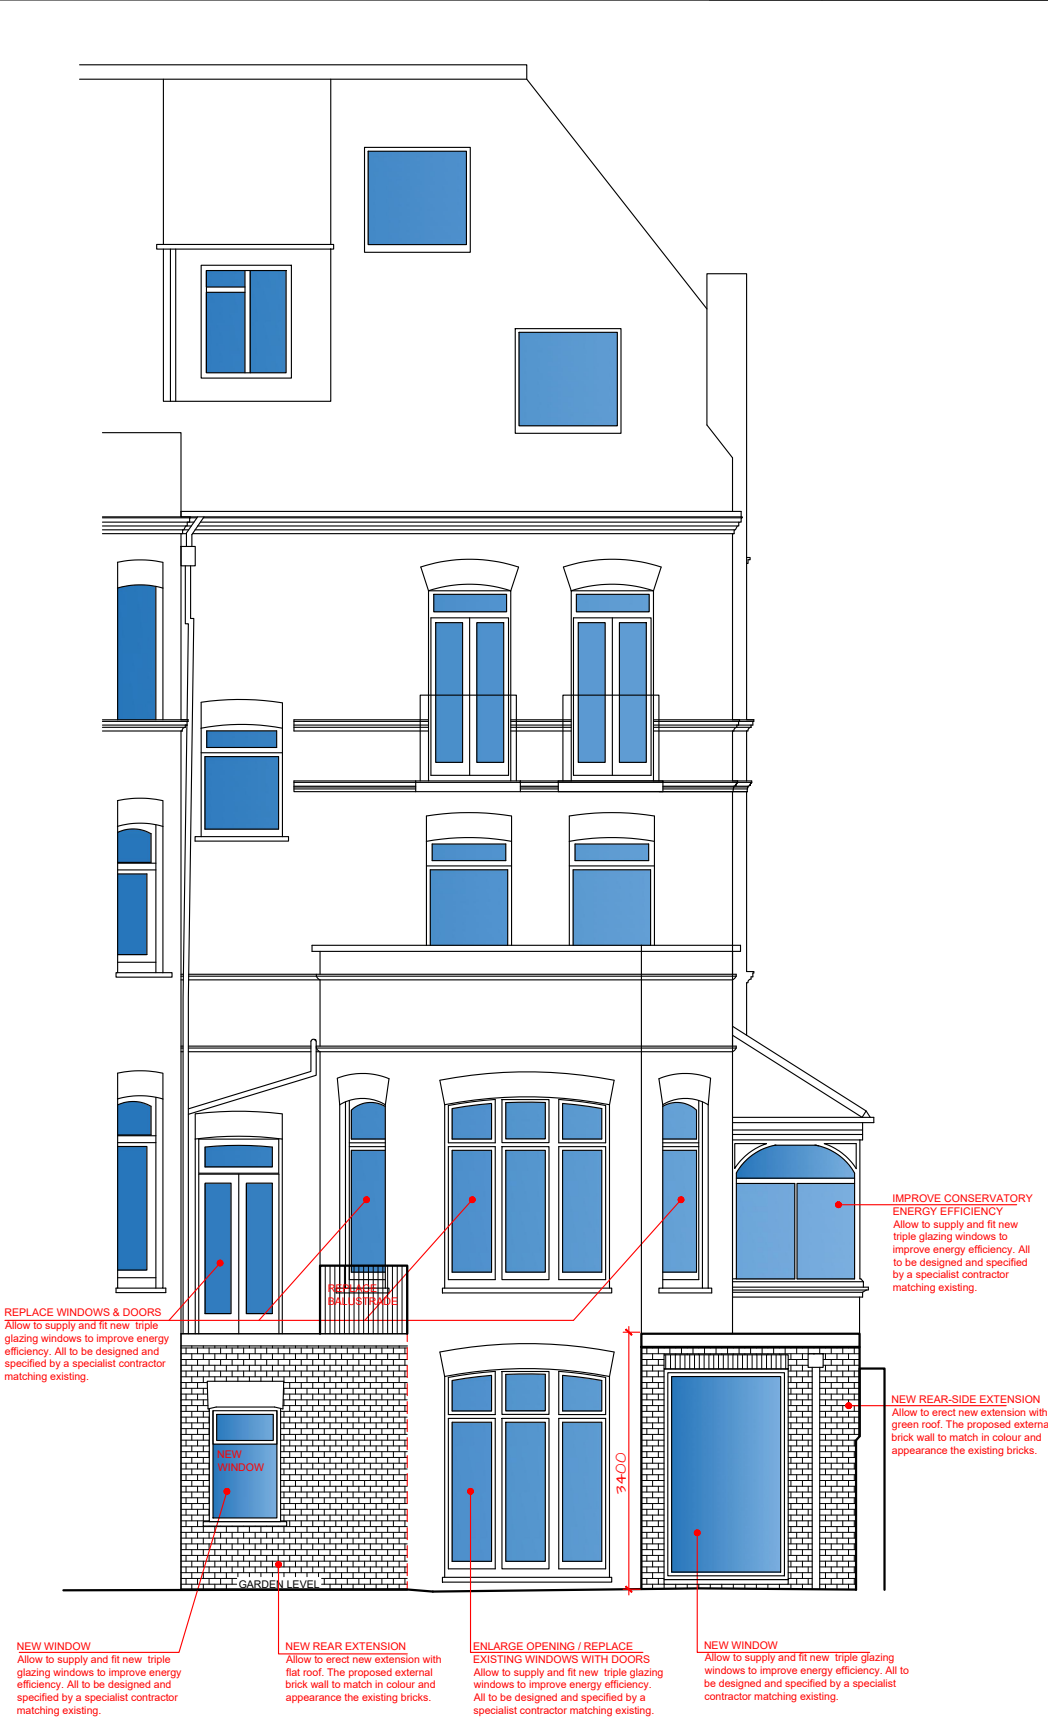 IMPROVE CONSERVATORY
ENERGY EFFICIENCY
Allow to supply and fit new
triple glazing windows to
improve energy efficiency. All
to be designed and specified
by a specialist contractor
matching existing.
REPLACE
BALLSTRADE
REPLACE WINDOWS & DOORS
Allow to supply and fit new triple
glazing windows to improve energy
efficiency. All to be designed and
specified by a specialist contractor
matching existing.
NEW REAR-SIDE EXTENSION
Allow to erect new extension with
green roof. The proposed external
brick wall to match in colour and
appearance the existing bricks.
NEW
WINDOW
3400
GARDEN LEVEL
NEW WINDOW
Allow to supply and fit new triple
glazing windows to improve energy
efficiency. All to be designed and
specified by a specialist contractor
matching existing.
NEW REAR EXTENSION
Allow to erect new extension with
flat roof. The proposed external
brick wall to match in colour and
appearance the existing bricks.
ENLARGE OPENING / REPLACE
EXISTING WINDOWS WITH DOORS
Allow to supply and fit new triple glazing
windows to improve energy efficiency.
All to be designed and specified by a
specialist contractor matching existing.
NEW WINDOW
Allow to supply and fit new triple glazing
windows to improve energy efficiency. All to
be designed and specified by a specialist
contractor matching existing.